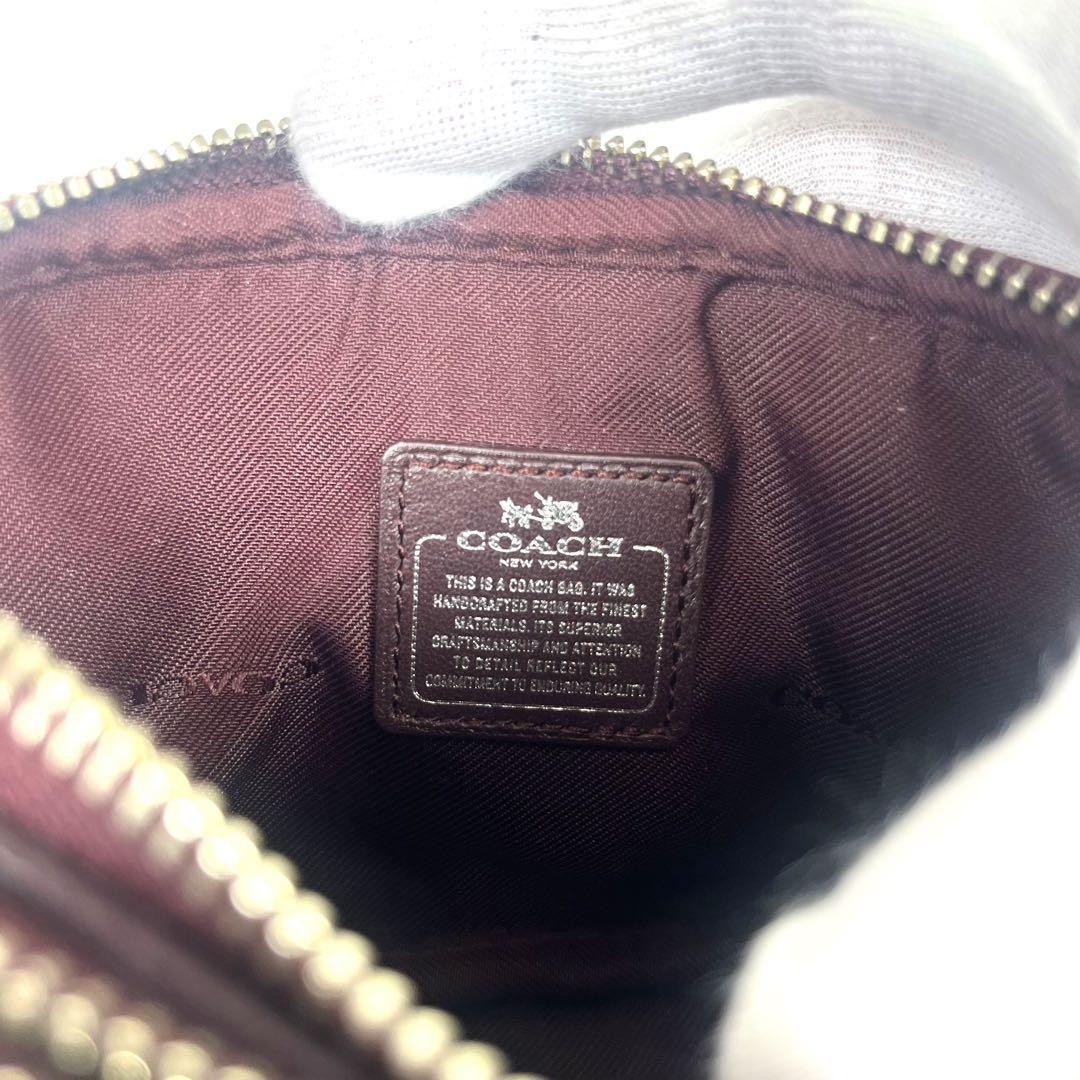 COACH
NEW YORK
THIS IS A COACH BAG. IT WAS
HANDCRAFTED FROM THE FINEST
MATERIALS. ITS SUPERIOR
CRAFTSMANSHIP AND ATTENTION
TO DETAIL REFLECT OUR
COMMITMENT TO ENDURING QUALITY.